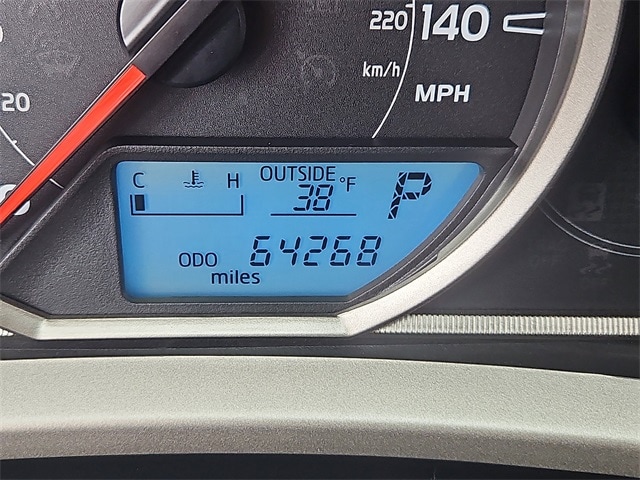 220 140
km/h
MPH
20
C H OUTSIDE
38 °F P
ODO 64268
miles